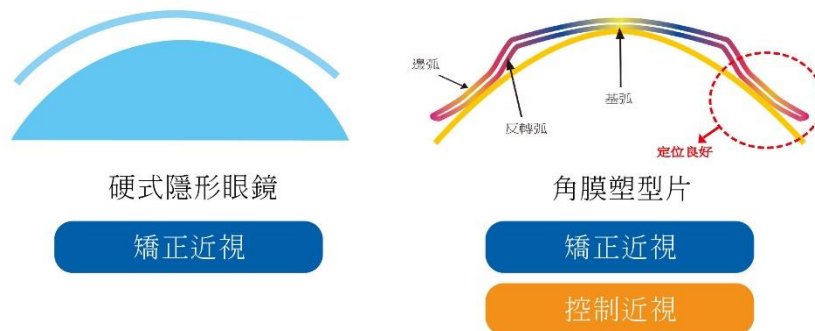 邊弧
反轉弧
基弧
定位良好
硬式隱形眼鏡
矯正近視
角膜塑型片
矯正近視
控制近視